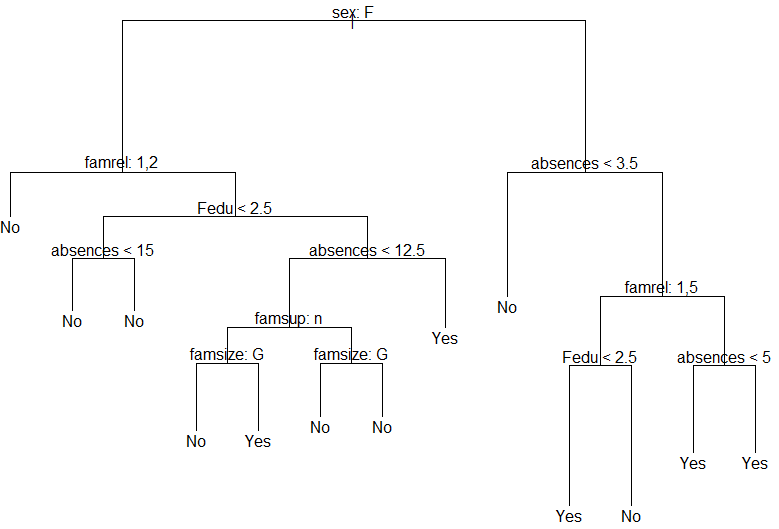 sex: F
famrel: 1,2
absences < 3.5
Fedu < 2.5
No
absences < 15
absences < 12.5
famrel: 1,5
No
No
No
famsup: n
Yes
No
famsize: G
famsize: G
Fedu < 2.5
absences < 5
No
Yes
No
No
Yes
Yes
Yes
No